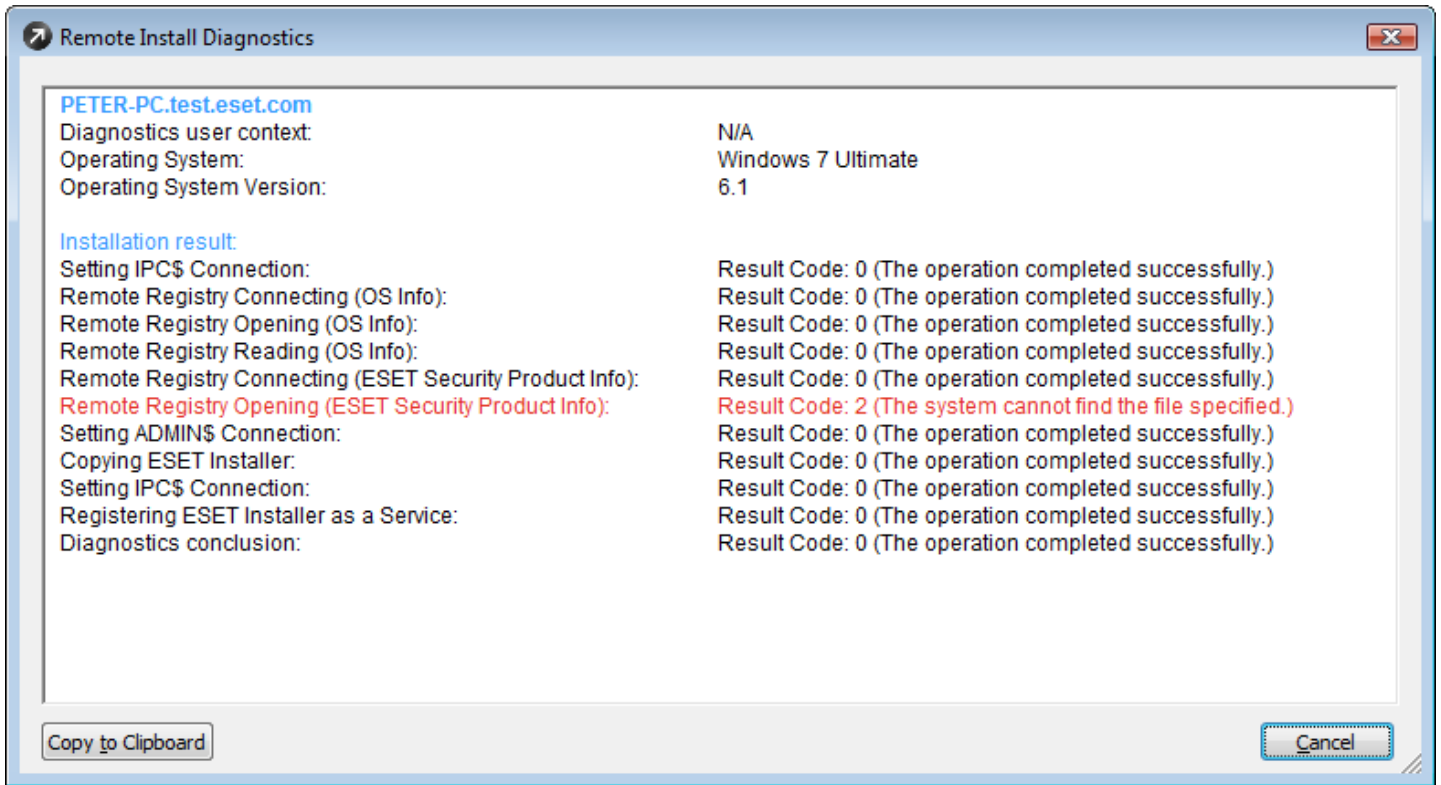 Remote Install Diagnostics
PETER-PC.test.eset.com
Diagnostics user context: N/A
Operating System: Windows 7 Ultimate
Operating System Version: 6.1
Installation result:
Setting IPC$ Connection: Result Code: 0 (The operation completed successfully.)
Remote Registry Connecting (OS Info): Result Code: 0 (The operation completed successfully.)
Remote Registry Opening (OS Info): Result Code: 0 (The operation completed successfully.)
Remote Registry Reading (OS Info): Result Code: 0 (The operation completed successfully.)
Remote Registry Connecting (ESET Security Product Info): Result Code: 0 (The operation completed successfully.)
Remote Registry Opening (ESET Security Product Info): Result Code: 2 (The system cannot find the file specified.)
Setting ADMIN$ Connection: Result Code: 0 (The operation completed successfully.)
Copying ESET Installer: Result Code: 0 (The operation completed successfully.)
Setting IPC$ Connection: Result Code: 0 (The operation completed successfully.)
Registering ESET Installer as a Service: Result Code: 0 (The operation completed successfully.)
Diagnostics conclusion: Result Code: 0 (The operation completed successfully.)
Copy to Clipboard Cancel